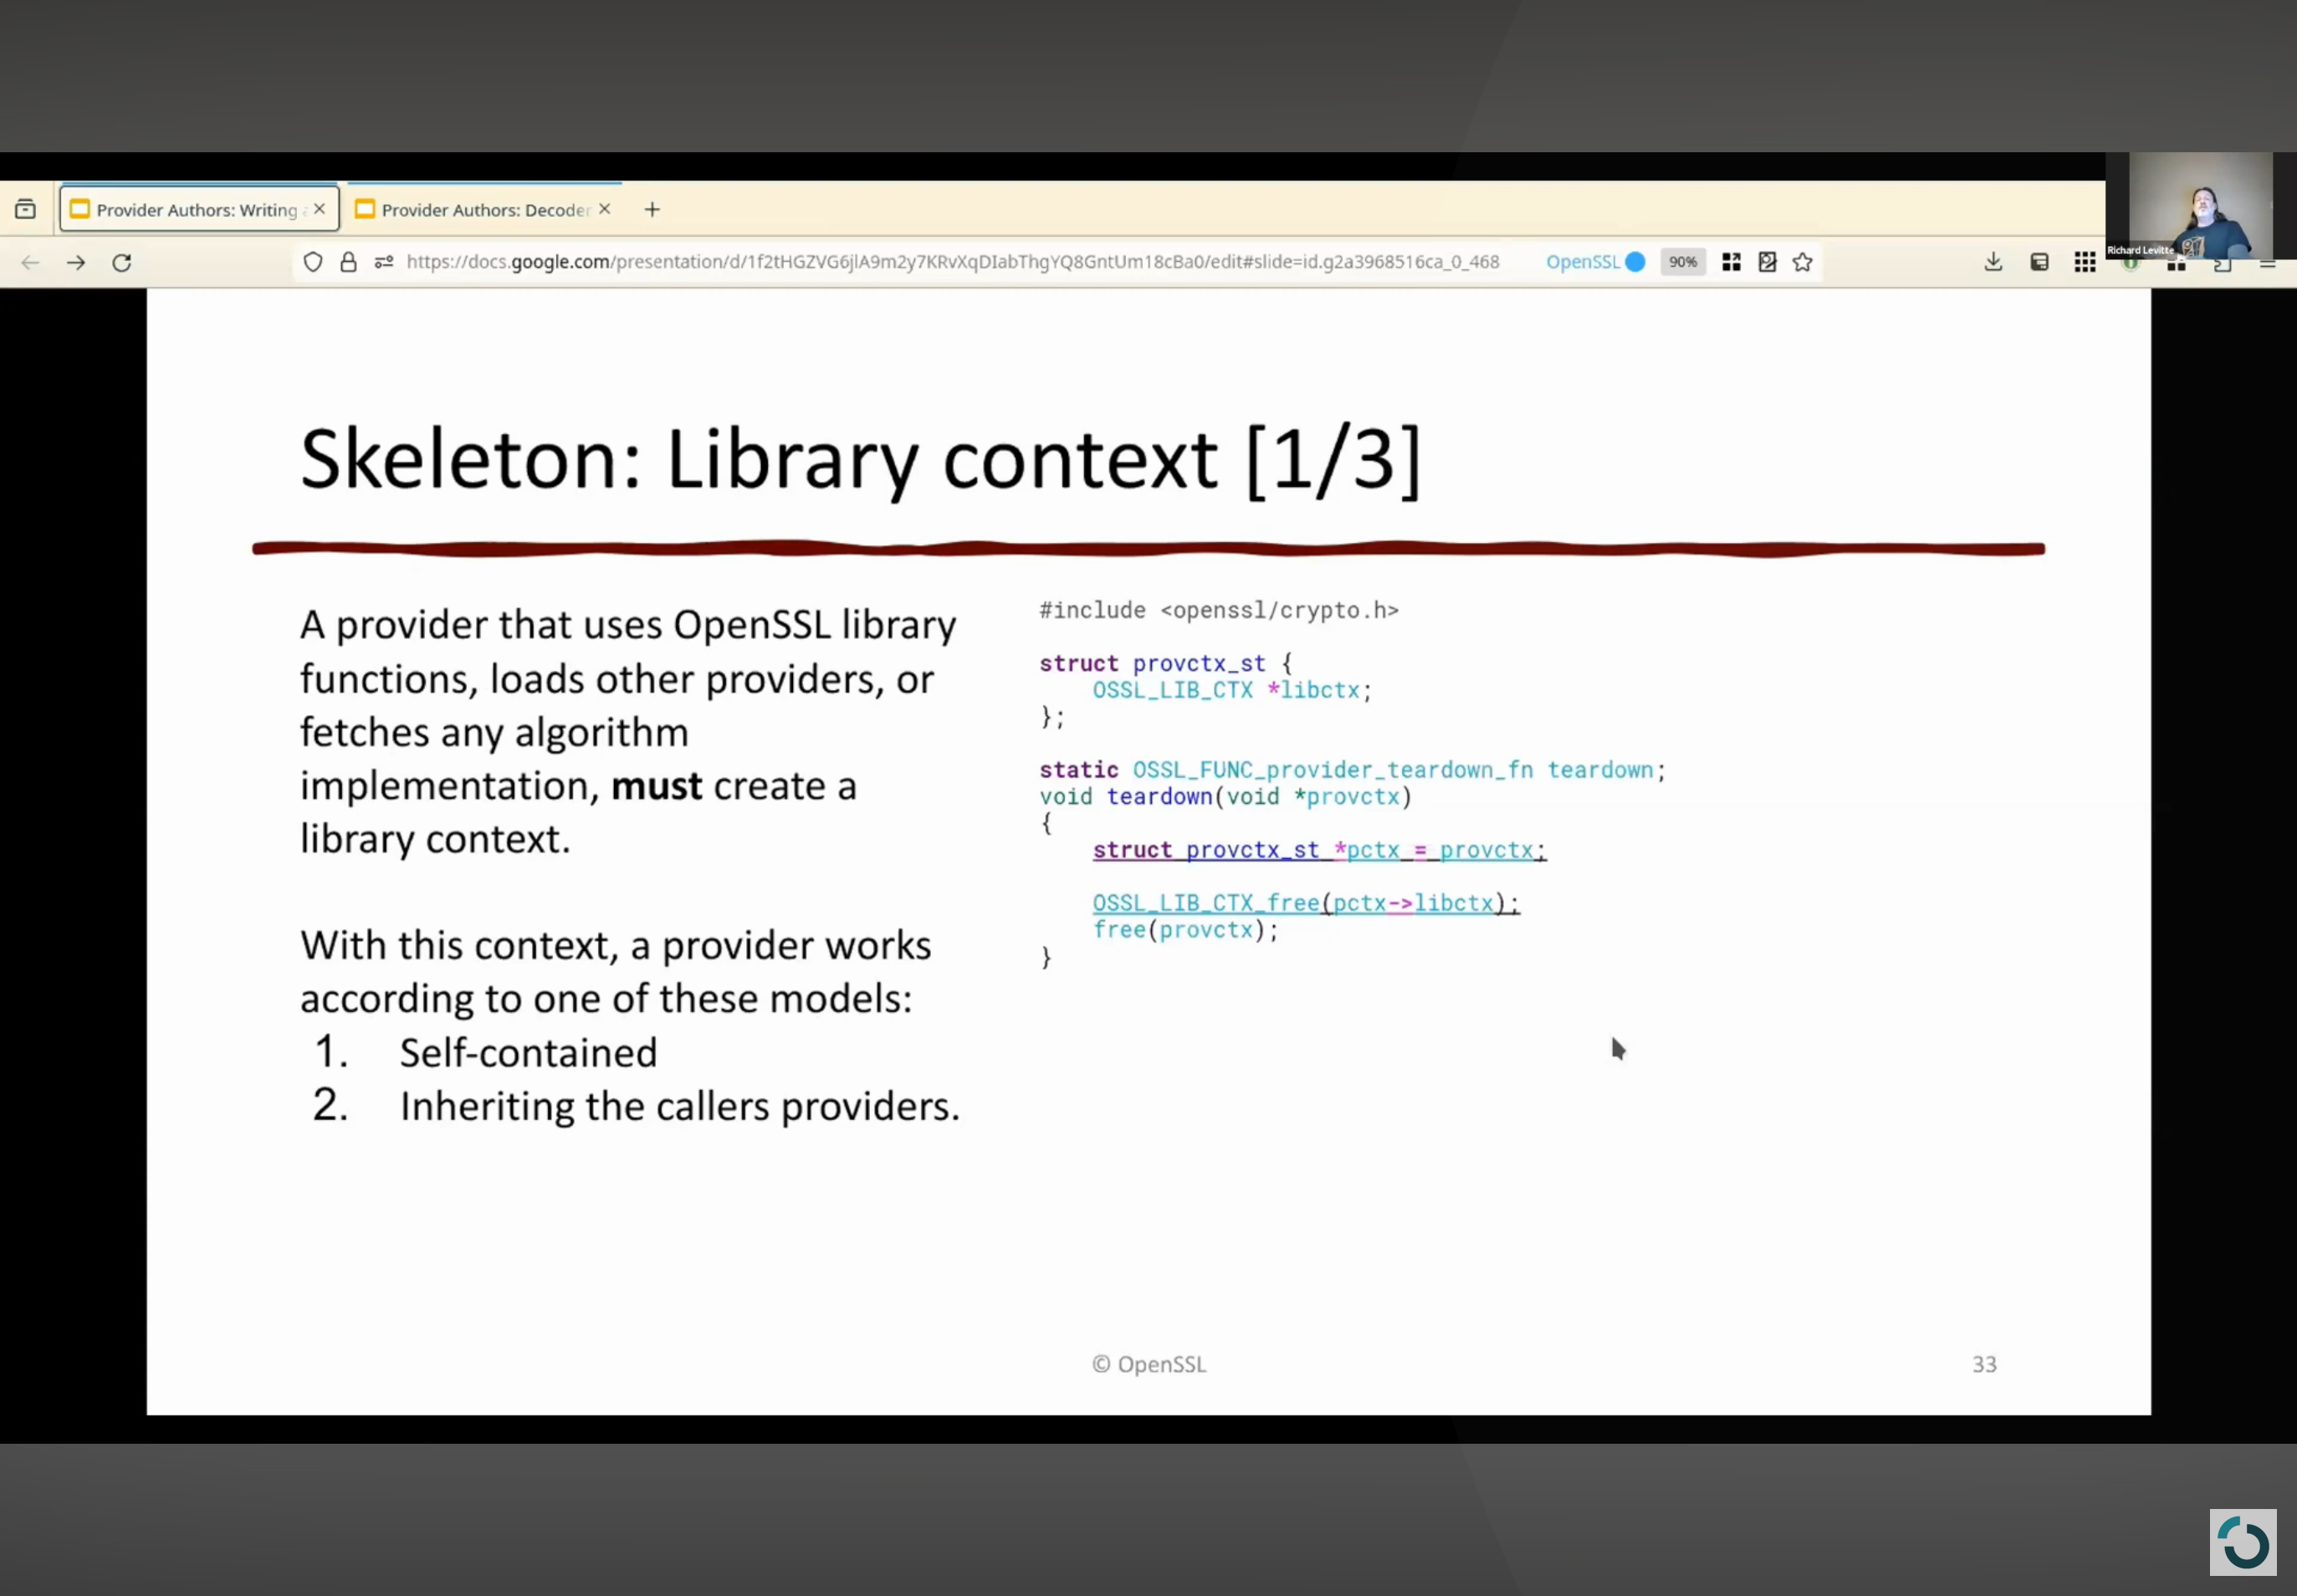 Provider Authors: Writing
Provider Authors: Decoder
https://docs.google.com/presentation/d/1f2tHGZVG6jlA9m2y7KRvXqDIabThgYQ8GntUm18cBa0/edit#slide=id.g2a3968516ca_0_468
OpenSSL
90%
Richard Levitte
Skeleton: Library context [1/3]
A provider that uses OpenSSL library
functions, loads other providers, or
fetches any algorithm
implementation, must create a
library context.
With this context, a provider works
according to one of these models:
1. Self-contained
2. Inheriting the callers providers.
#include <openssl/crypto.h>
struct provctx_st {
    OSSL_LIB_CTX *libctx;
};
static OSSL_FUNC_provider_teardown_fn teardown;
void teardown(void *provctx)
{
    struct provctx_st *pctx = provctx;
    OSSL_LIB_CTX_free(pctx->libctx);
    free(provctx);
}
© OpenSSL
33